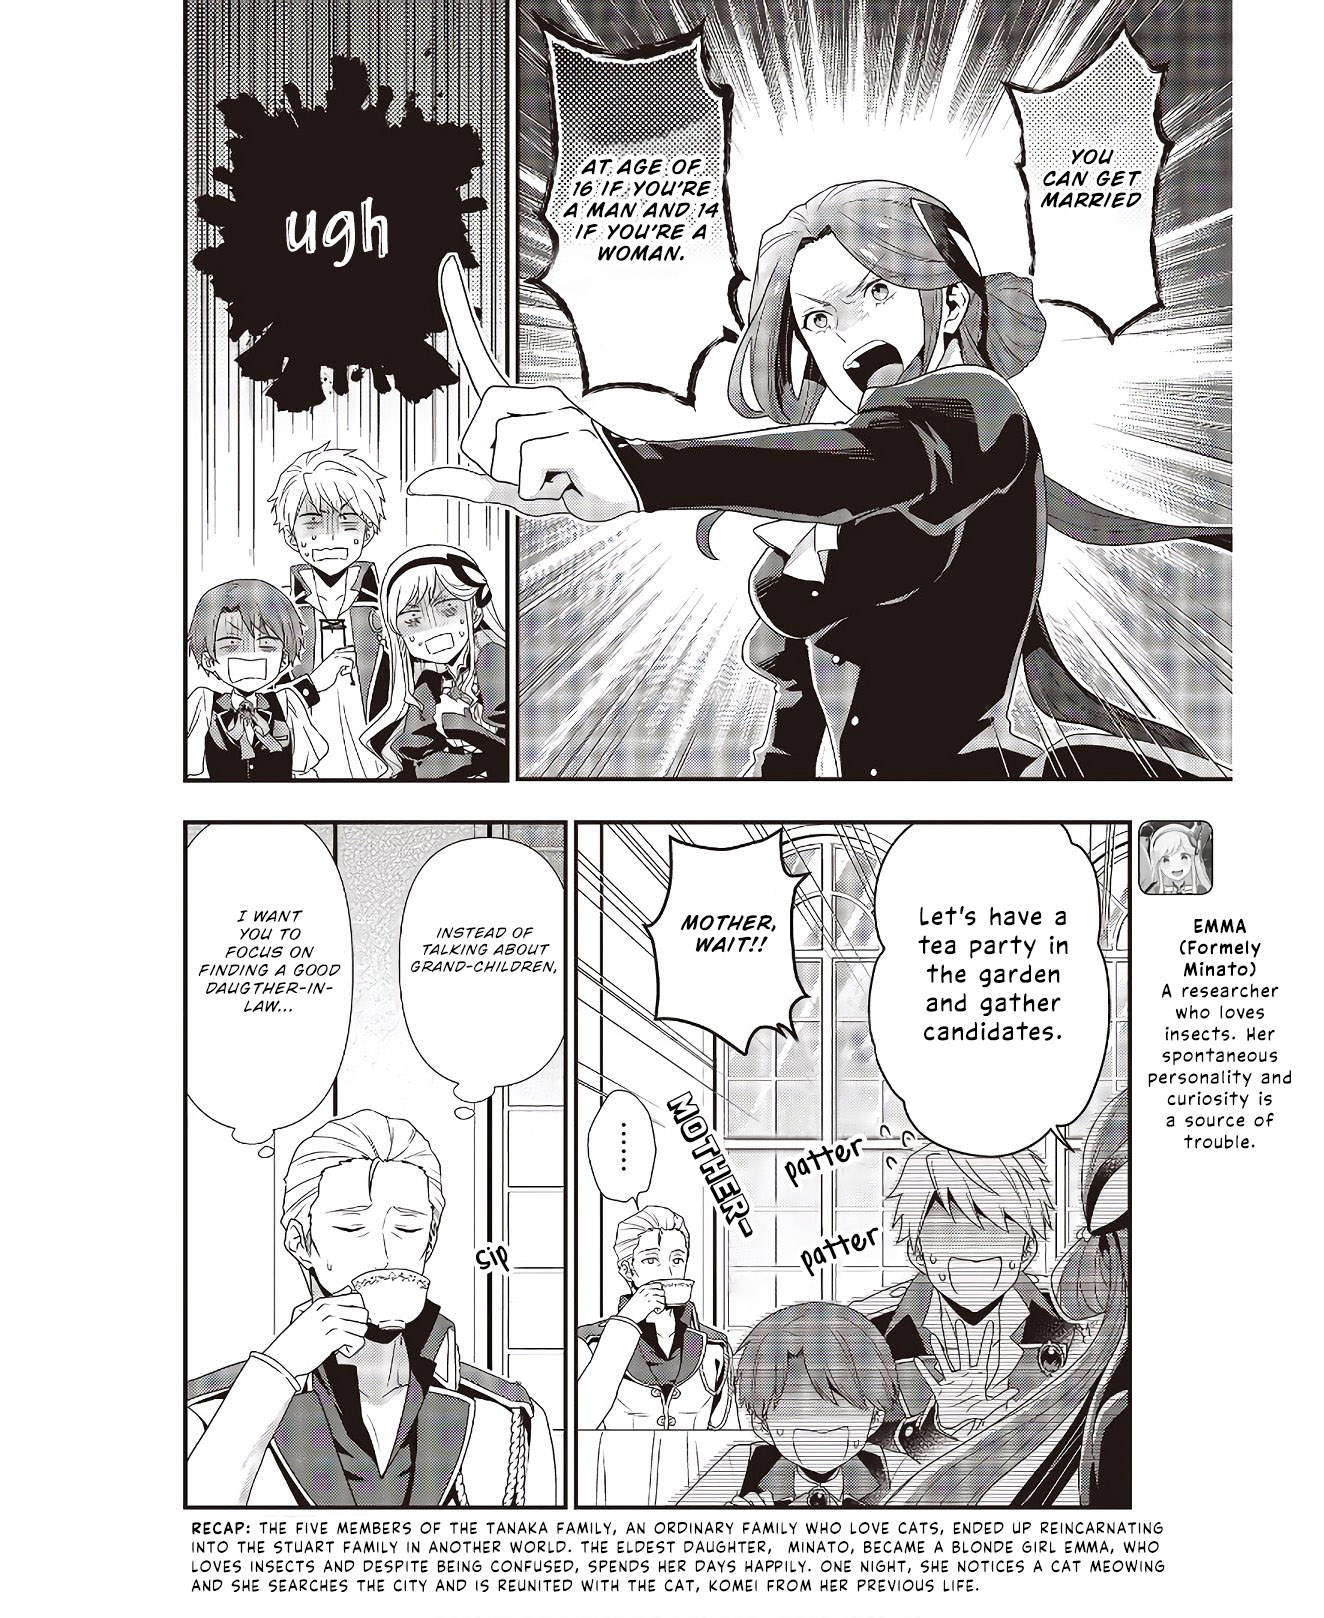 YOU
CAN GET
MARRIED
AT AGE OF
16 IF YOU'RE
A MAN AND 14
IF YOU'RE A
WOMAN.
ugh
Let's have a
tea party in
the garden
and gather
candidates.
MOTHER,
WAIT!!
MOTHER-
patter
patter
......
INSTEAD OF
TALKING ABOUT
GRAND-CHILDREN,
I WANT
YOU TO
FOCUS ON
FINDING A GOOD
DAUGTHER-IN-
LAW...
sip
EMMA
(Formely
Minato)
A researcher
who loves
insects. Her
spontaneous
personality and
curiosity is
a source of
trouble.
RECAP: THE FIVE MEMBERS OF THE TANAKA FAMILY, AN ORDINARY FAMILY WHO LOVE CATS, ENDED UP REINCARNATING
INTO THE STUART FAMILY IN ANOTHER WORLD. THE ELDEST DAUGHTER, MINATO, BECAME A BLONDE GIRL EMMA, WHO
LOVES INSECTS AND DESPITE BEING CONFUSED, SPENDS HER DAYS HAPPILY. ONE NIGHT, SHE NOTICES A CAT MEOWING
AND SHE SEARCHES THE CITY AND IS REUNITED WITH THE CAT, KOMEI FROM HER PREVIOUS LIFE.